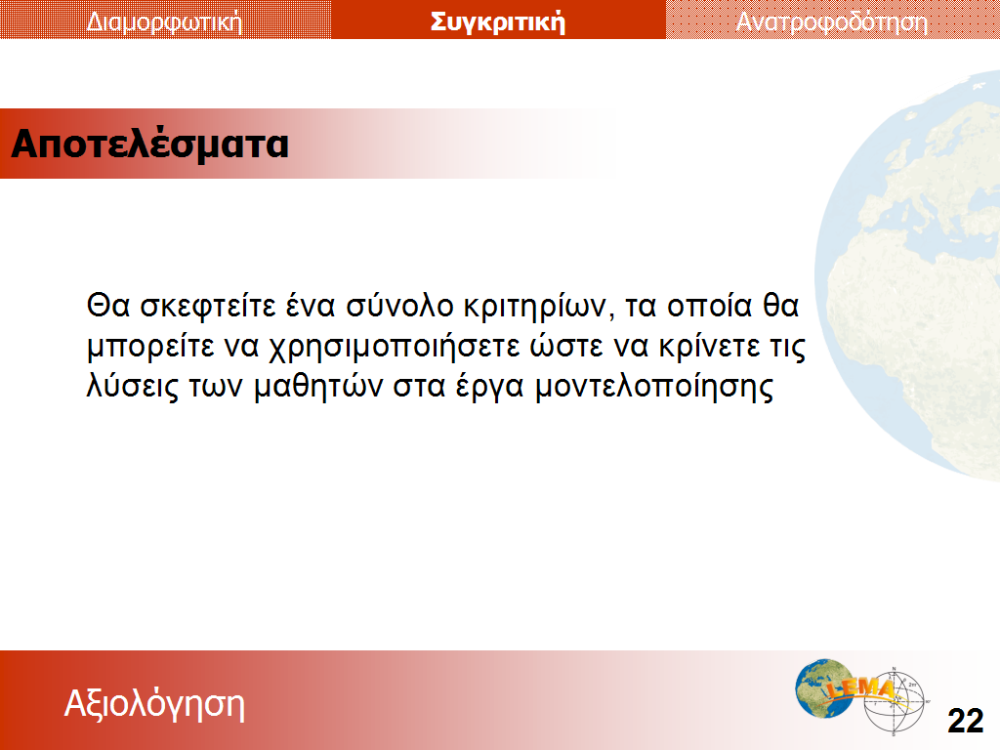 Διαμορφωτική Συγκριτική Ανατροφοδότηση
Αποτελέσματα
Θα σκεφτείτε ένα σύνολο κριτηρίων, τα οποία θα
μπορείτε να χρησιμοποιήσετε ώστε να κρίνετε τις
λύσεις των μαθητών στα έργα μοντελοποίησης
Αξιολόγηση
LEMA
22